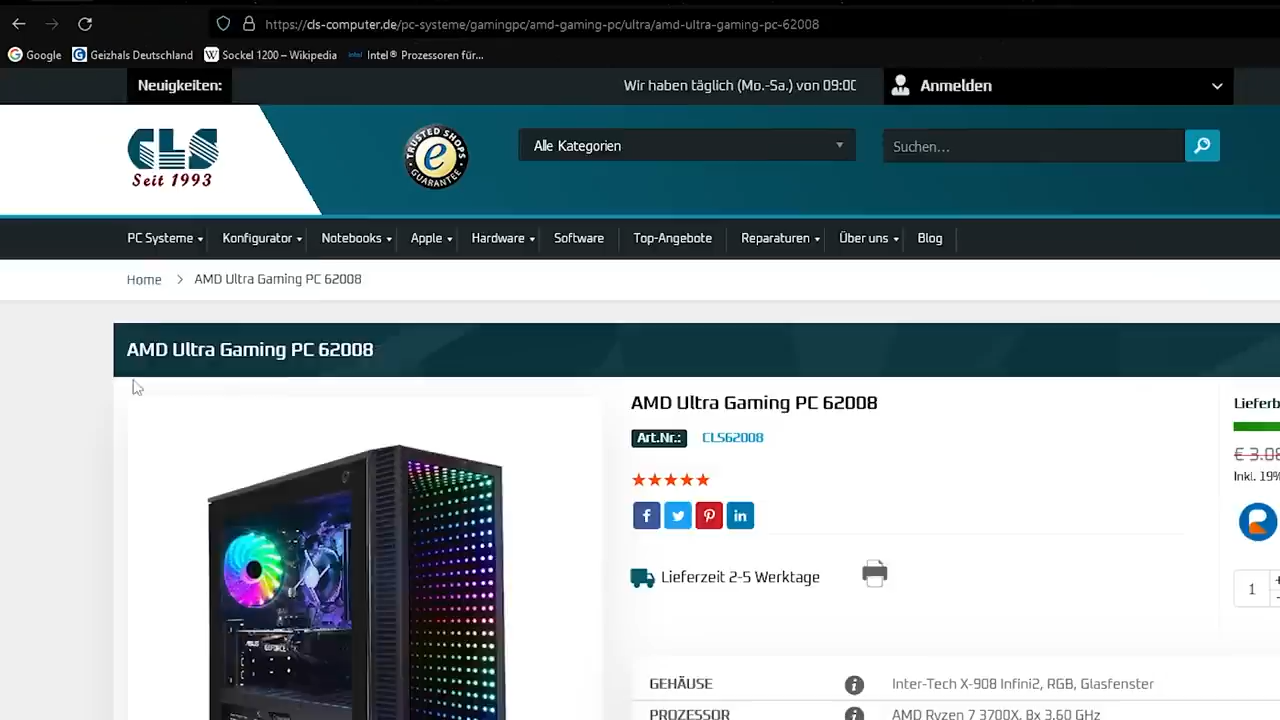 https://cls-computer.de/pc-systeme/gamingpc/amd-gaming-pc/ultra/amd-ultra-gaming-pc-62008
Google Geizhals Deutschland Sockel 1200 – Wikipedia intel Intel® Prozessoren für...
Neuigkeiten: Wir haben täglich (Mo.-Sa.) von 09:00 Anmelden
CLS
Seit 1993
TRUSTED SHOPS
e
GUARANTEE
Alle Kategorien
Suchen...
PC Systeme Konfigurator Notebooks Apple Hardware Software Top-Angebote Reparaturen Über uns Blog
Home > AMD Ultra Gaming PC 62008
AMD Ultra Gaming PC 62008
AMD Ultra Gaming PC 62008
Lieferb
Art.Nr.: CLS62008
€ 3.08
Inkl. 19%
Lieferzeit 2-5 Werktage
1
GEFORCE
GEHÄUSE Inter-Tech X-908 Infini2, RGB, Glasfenster
PROZESSOR AMD Ryzen 7 3700X, 8x 3,60 GHz